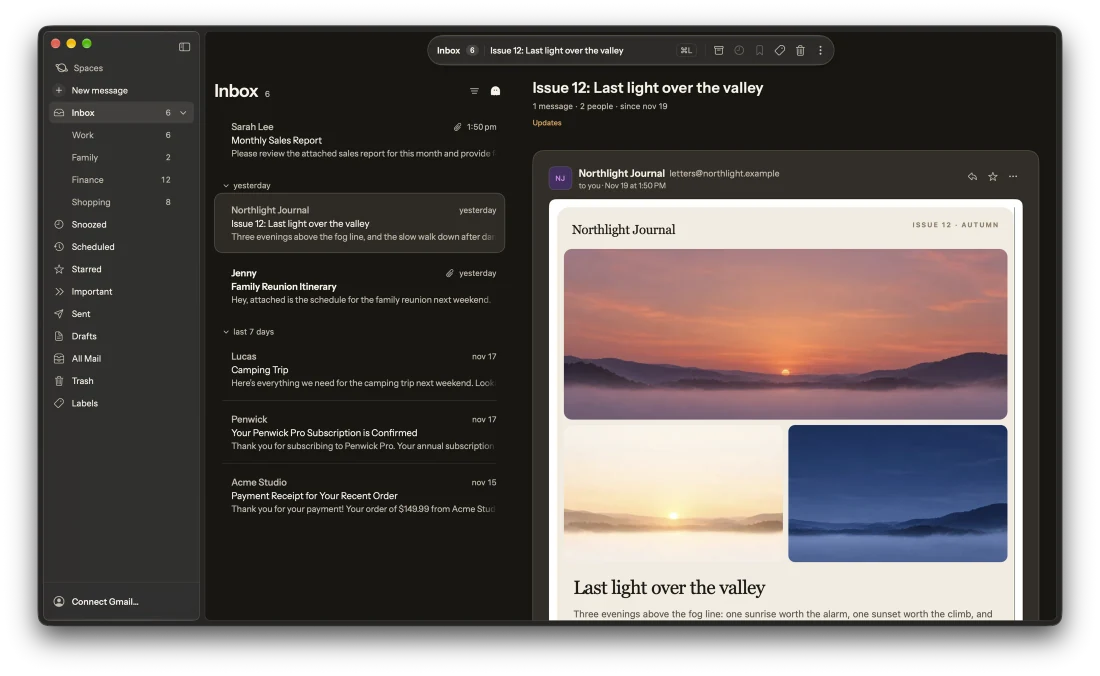 Inbox 6 Issue 12: Last light over the valley ⌘L
Spaces
New message
Inbox 6
Work 6
Family 2
Finance 12
Shopping 8
Snoozed
Scheduled
Starred
Important
Sent
Drafts
All Mail
Trash
Labels
Connect Gmail...
Inbox 6
Sarah Lee 1:50 pm
Monthly Sales Report
Please review the attached sales report for this month and provide
yesterday
Northlight Journal yesterday
Issue 12: Last light over the valley
Three evenings above the fog line, and the slow walk down after
Jenny yesterday
Family Reunion Itinerary
Hey, attached is the schedule for the family reunion next weekend.
last 7 days
Lucas nov 17
Camping Trip
Here's everything we need for the camping trip next weekend. Look
Penwick nov 17
Your Penwick Pro Subscription is Confirmed
Thank you for subscribing to Penwick Pro. Your annual subscription
Acme Studio nov 15
Payment Receipt for Your Recent Order
Thank you for your payment! Your order of $149.99 from Acme
Issue 12: Last light over the valley
1 message · 2 people · since nov 19
Updates
NJ
Northlight Journal letters@northlight.example
to you · Nov 19 at 1:50 PM
Northlight Journal ISSUE 12 · AUTUMN
Last light over the valley
Three evenings above the fog line: one sunrise worth the alarm, one sunset worth the climb, and